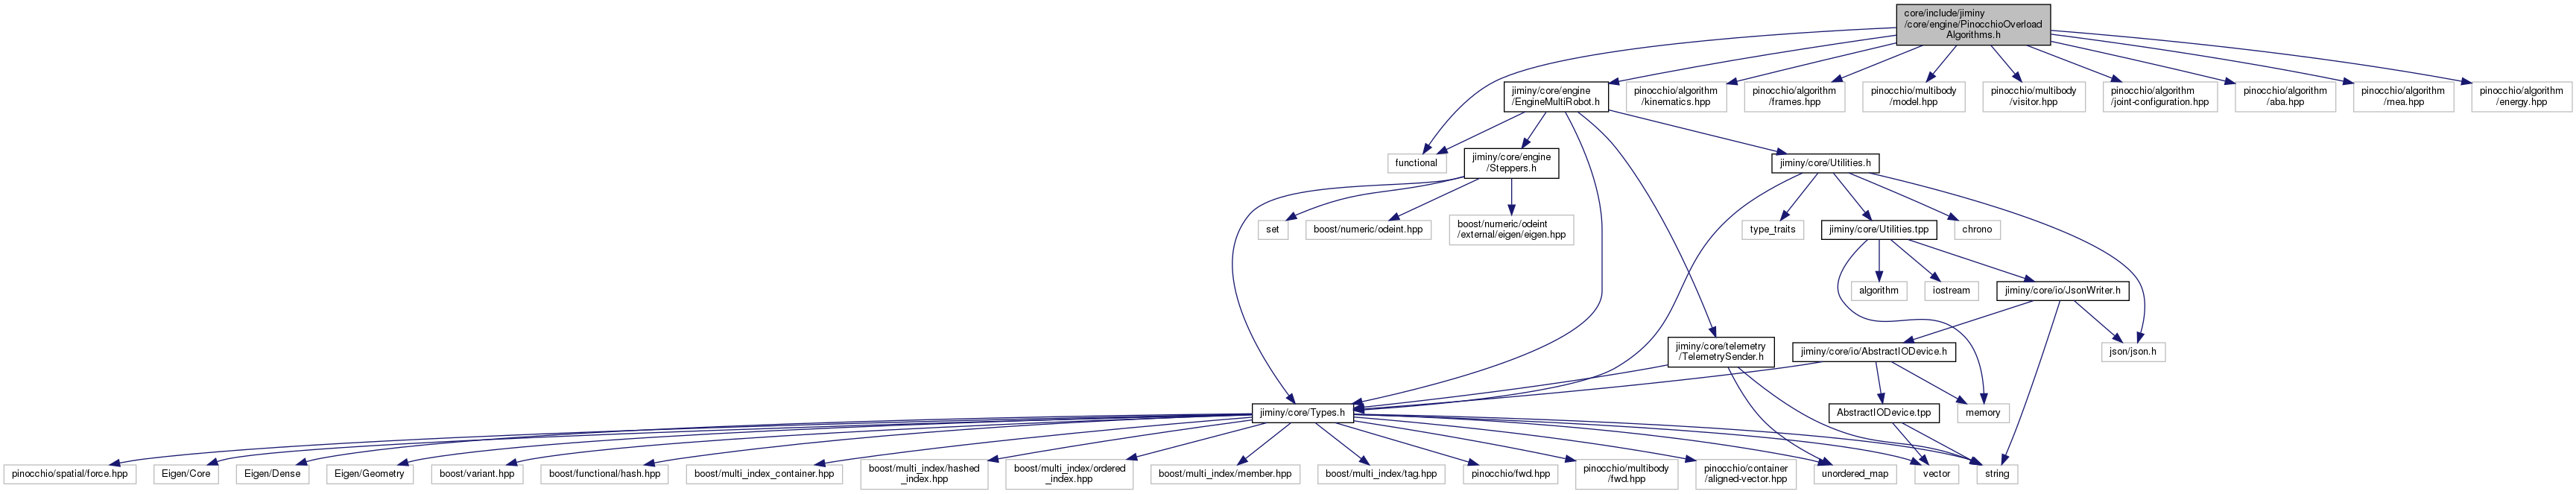 core/include/jiminy
/core/engine/PinocchioOverload
Algorithms.h
jiminy/core/engine
/EngineMultiRobot.h
pinocchio/algorithm
/kinematics.hpp
pinocchio/algorithm
/frames.hpp
pinocchio/multibody
/model.hpp
pinocchio/multibody
/visitor.hpp
pinocchio/algorithm
/joint-configuration.hpp
pinocchio/algorithm
/aba.hpp
pinocchio/algorithm
/rnea.hpp
pinocchio/algorithm
/energy.hpp
functional
jiminy/core/engine
/Steppers.h
jiminy/core/Utilities.h
set
boost/numeric/odeint.hpp
boost/numeric/odeint
/external/eigen/eigen.hpp
type_traits
jiminy/core/Utilities.tpp
chrono
algorithm
iostream
jiminy/core/io/JsonWriter.h
jiminy/core/telemetry
/TelemetrySender.h
jiminy/core/io/AbstractIODevice.h
json/json.h
jiminy/core/Types.h
AbstractIODevice.tpp
memory
pinocchio/spatial/force.hpp
Eigen/Core
Eigen/Dense
Eigen/Geometry
boost/variant.hpp
boost/functional/hash.hpp
boost/multi_index_container.hpp
boost/multi_index/hashed
_index.hpp
boost/multi_index/ordered
_index.hpp
boost/multi_index/member.hpp
boost/multi_index/tag.hpp
pinocchio/fwd.hpp
pinocchio/multibody
/fwd.hpp
pinocchio/container
/aligned-vector.hpp
unordered_map
vector
string